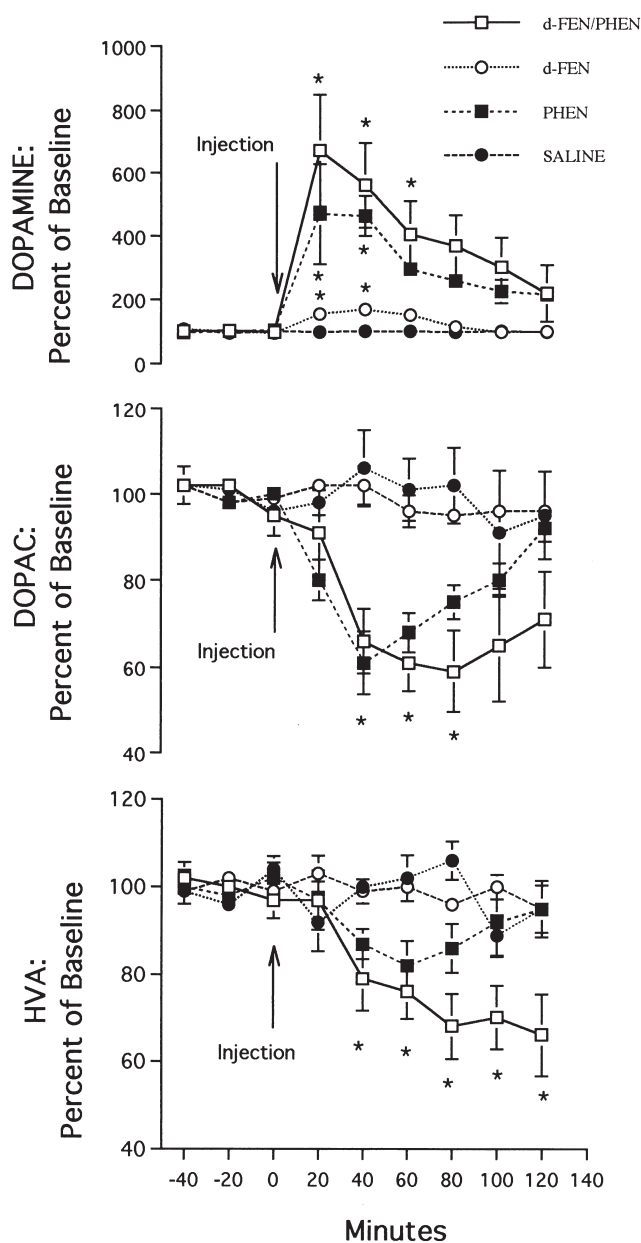 d-FEN/PHEN
d-FEN
PHEN
SALINE
DOPAMINE:
Percent of Baseline
1000
800
600
400
200
0
Injection
*
*
*
*
*
*
*
DOPAC:
Percent of Baseline
120
100
80
60
40
Injection
*
*
*
HVA:
Percent of Baseline
120
100
80
60
40
Injection
*
*
*
*
*
-40 -20 0 20 40 60 80 100 120 140
Minutes